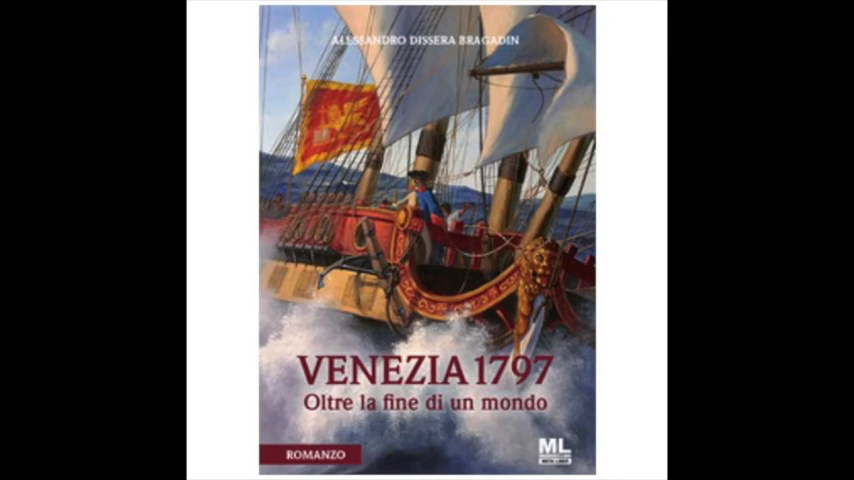 ALESSANDRO DISSERA BRAGADIN
VENEZIA 1797
Oltre la fine di un mondo
ROMANZO
ML